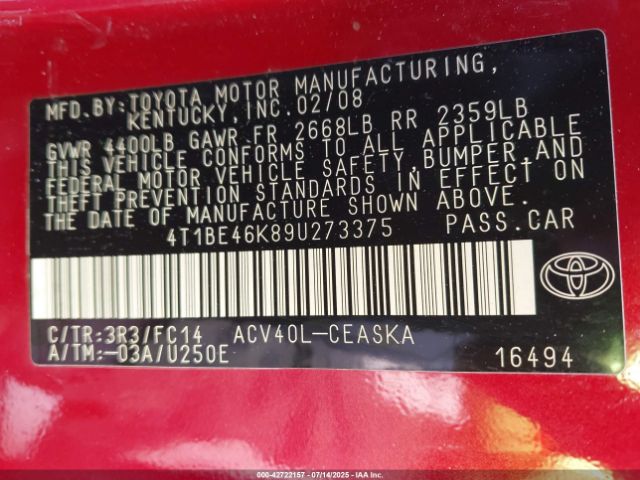 MFD.BY:TOYOTA MOTOR MANUFACTURING,
KENTUCKY,INC.02/08
GVWR 4400LB GAWR FR 2668LB RR 2359LB
THIS VEHICLE CONFORMS TO ALL APPLICABLE
FEDERAL MOTOR VEHICLE SAFETY,BUMPER,AND
THEFT PREVENTION STANDARDS IN EFFECT ON
THE DATE OF MANUFACTURE SHOWN ABOVE.
4T1BE46K89U273375 PASS.CAR
C/TR:3R3/FC14 ACV40L-CEASKA
A/TM:-03A/U250E 16494
000-42722157 - 07/14/2025 - IAA Inc.